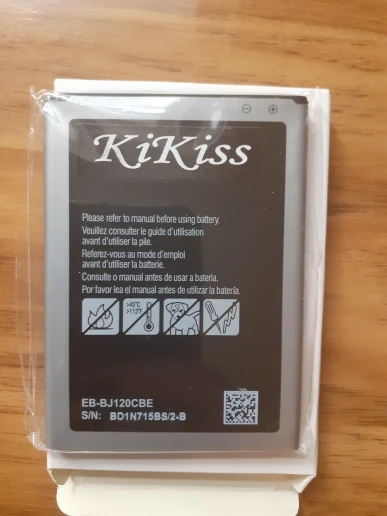 KiKiss
Please refer to manual before using battery.
Veuillez consulter le guide d'utilisation
avant d'utiliser la pile.
Referez-vous au mode d'emploi
avant d'utiliser la batterie.
Consulte o manual antes de usar a bateria.
Por favor lea el manual antes de utilizar la batería.
>45°C
>113°F
EB-BJ120CBE
S/N: BD1N715BS/2-B